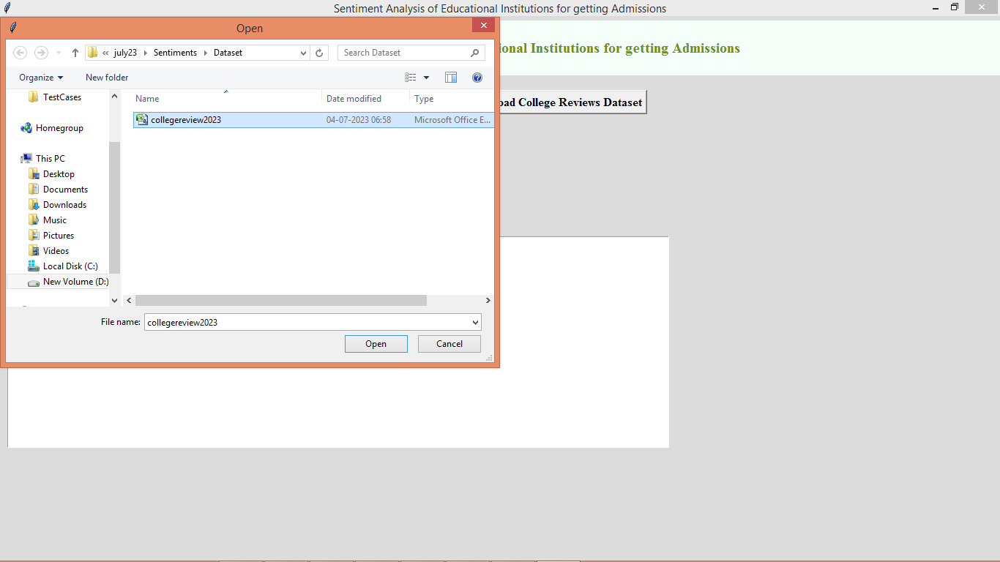 Sentiment Analysis of Educational Institutions for getting Admissions
Open
« july23 Sentiments Dataset
Search Dataset
Institutions for getting Admissions
Organize New folder
TestCases
Name Date modified Type
College Reviews Dataset
collegereview2023 04-07-2023 06:58 Microsoft Office E...
Homegroup
This PC
Desktop
Documents
Downloads
Music
Pictures
Videos
Local Disk (C:)
New Volume (D:)
File name: collegereview2023
Open Cancel